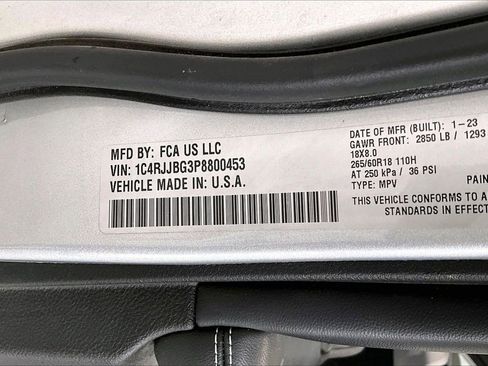 MFD BY: FCA US LLC
VIN: 1C4RJJBG3P8800453
VEHICLE MADE IN: U.S.A.
DATE OF MFR (BUILT): 1-23
GAWR FRONT: 2850 LB / 1293
18X8.0
265/60R18 110H
AT 250 kPa / 36 PSI
TYPE: MPV
PAIN
THIS VEHICLE CONFORMS TO A
STANDARDS IN EFFECT